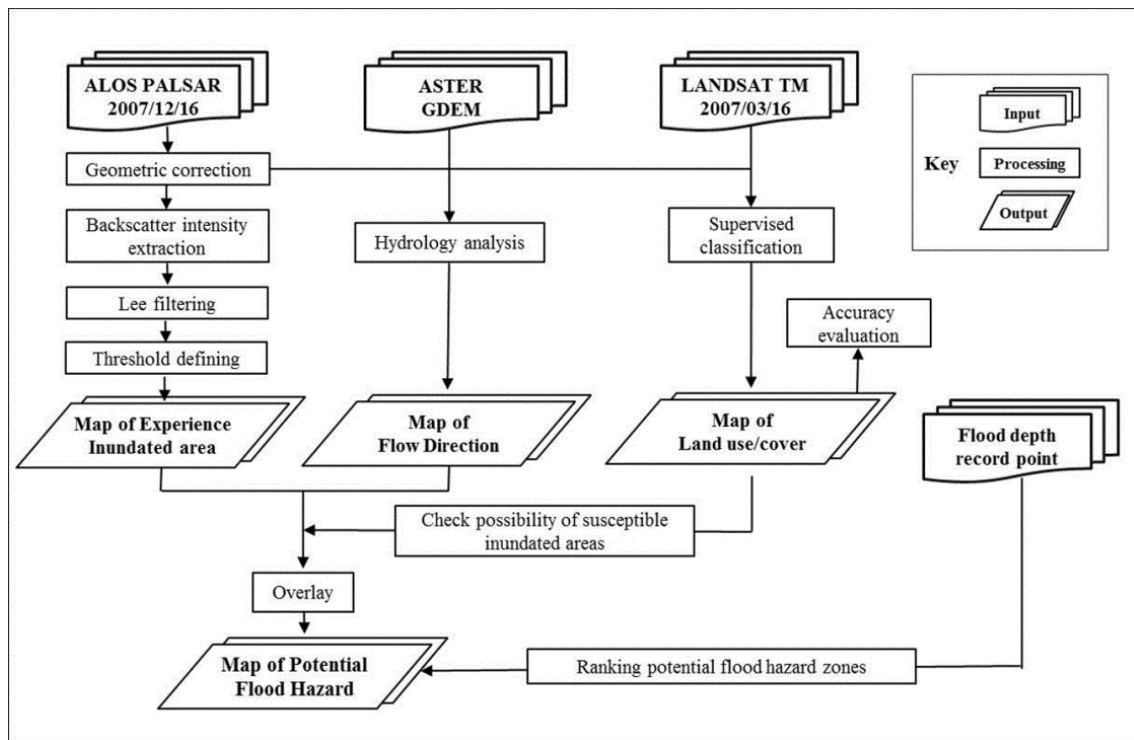 ALOS PALSAR
2007/12/16
ASTER
GDEM
LANDSAT TM
2007/03/16
Input
Key
Processing
Output
Geometric correction
Backscatter intensity
extraction
Hydrology analysis
Supervised
classification
Lee filtering
Accuracy
evaluation
Threshold defining
Map of Experience
Inundated area
Map of
Flow Direction
Map of
Land use/cover
Flood depth
record point
Check possibility of susceptible
inundated areas
Overlay
Map of Potential
Flood Hazard
Ranking potential flood hazard zones